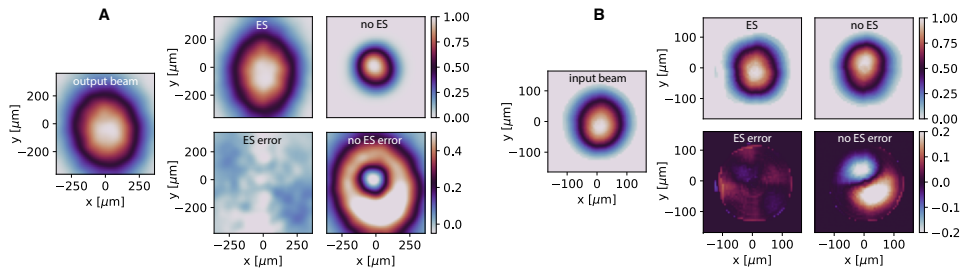 A
output beam
y [μm]
200
0
−200
−250
0
250
x [μm]
ES
no ES
y [μm]
200
0
−200
1.00
0.75
0.50
0.25
0.00
ES error
no ES error
y [μm]
200
0
−200
0.4
0.2
0.0
−250
0
250
−250
0
250
x [μm]
x [μm]
B
input beam
y [μm]
100
0
−100
−100
0
100
x [μm]
ES
no ES
y [μm]
100
0
−100
1.00
0.75
0.50
0.25
0.00
ES error
no ES error
y [μm]
100
0
−100
0.2
0.1
0.0
−0.1
−0.2
−100
0
100
−100
0
100
x [μm]
x [μm]